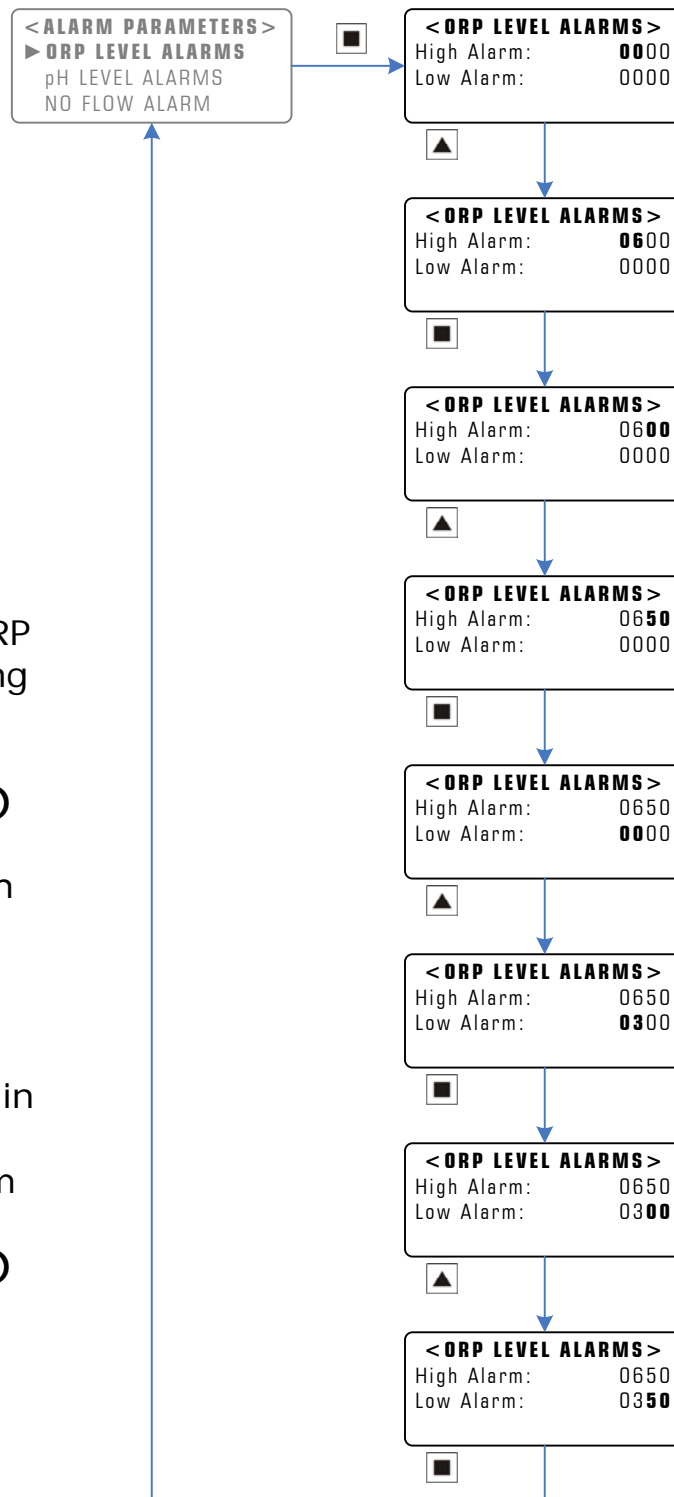 <ALARM PARAMETERS>
►ORP LEVEL ALARMS
pH LEVEL ALARMS
NO FLOW ALARM
<ORP LEVEL ALARMS>
High Alarm: 0000
Low Alarm: 0000
<ORP LEVEL ALARMS>
High Alarm: 0600
Low Alarm: 0000
<ORP LEVEL ALARMS>
High Alarm: 0600
Low Alarm: 0000
<ORP LEVEL ALARMS>
High Alarm: 0650
Low Alarm: 0000
<ORP LEVEL ALARMS>
High Alarm: 0650
Low Alarm: 0000
<ORP LEVEL ALARMS>
High Alarm: 0650
Low Alarm: 0300
<ORP LEVEL ALARMS>
High Alarm: 0650
Low Alarm: 0300
<ORP LEVEL ALARMS>
High Alarm: 0650
Low Alarm: 0350
in